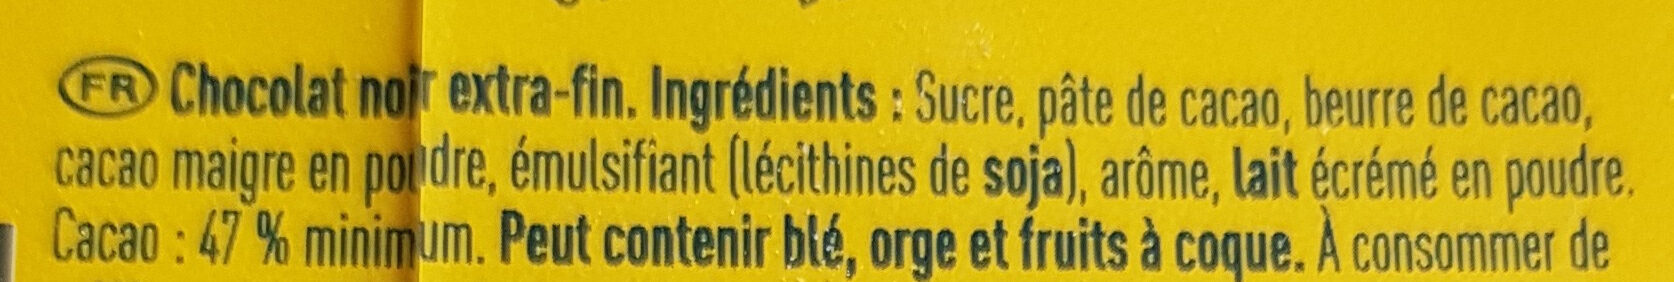 FR Chocolat noir extra-fin. Ingrédients : Sucre, pâte de cacao, beurre de cacao,
cacao maigre en poudre, émulsifiant (lécithines de soja), arôme, lait écrémé en poudre.
Cacao : 47 % minimum. Peut contenir blé, orge et fruits à coque. À consommer de